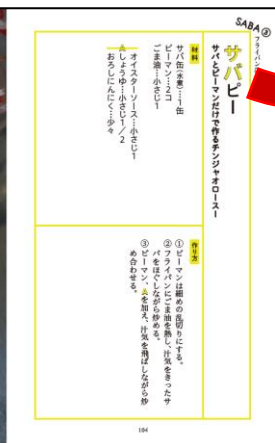 SABA③
フライパン
サバピー
サバとピーマンだけで作るチンジャオロースー
材料
サバ缶(水煮)…1缶
ピーマン…2コ
ごま油…小さじ1
オイスターソース…小さじ1
Aしょうゆ…小さじ1/2
おろしにんにく…少々
作り方
①ピーマンは細めの乱切りにする。
②フライパンにごま油を熱し、汁気をきったサ
バをほぐしながら炒める。
③ピーマン、Aを加え、汁気を飛ばしながら炒
め合わせる。
104